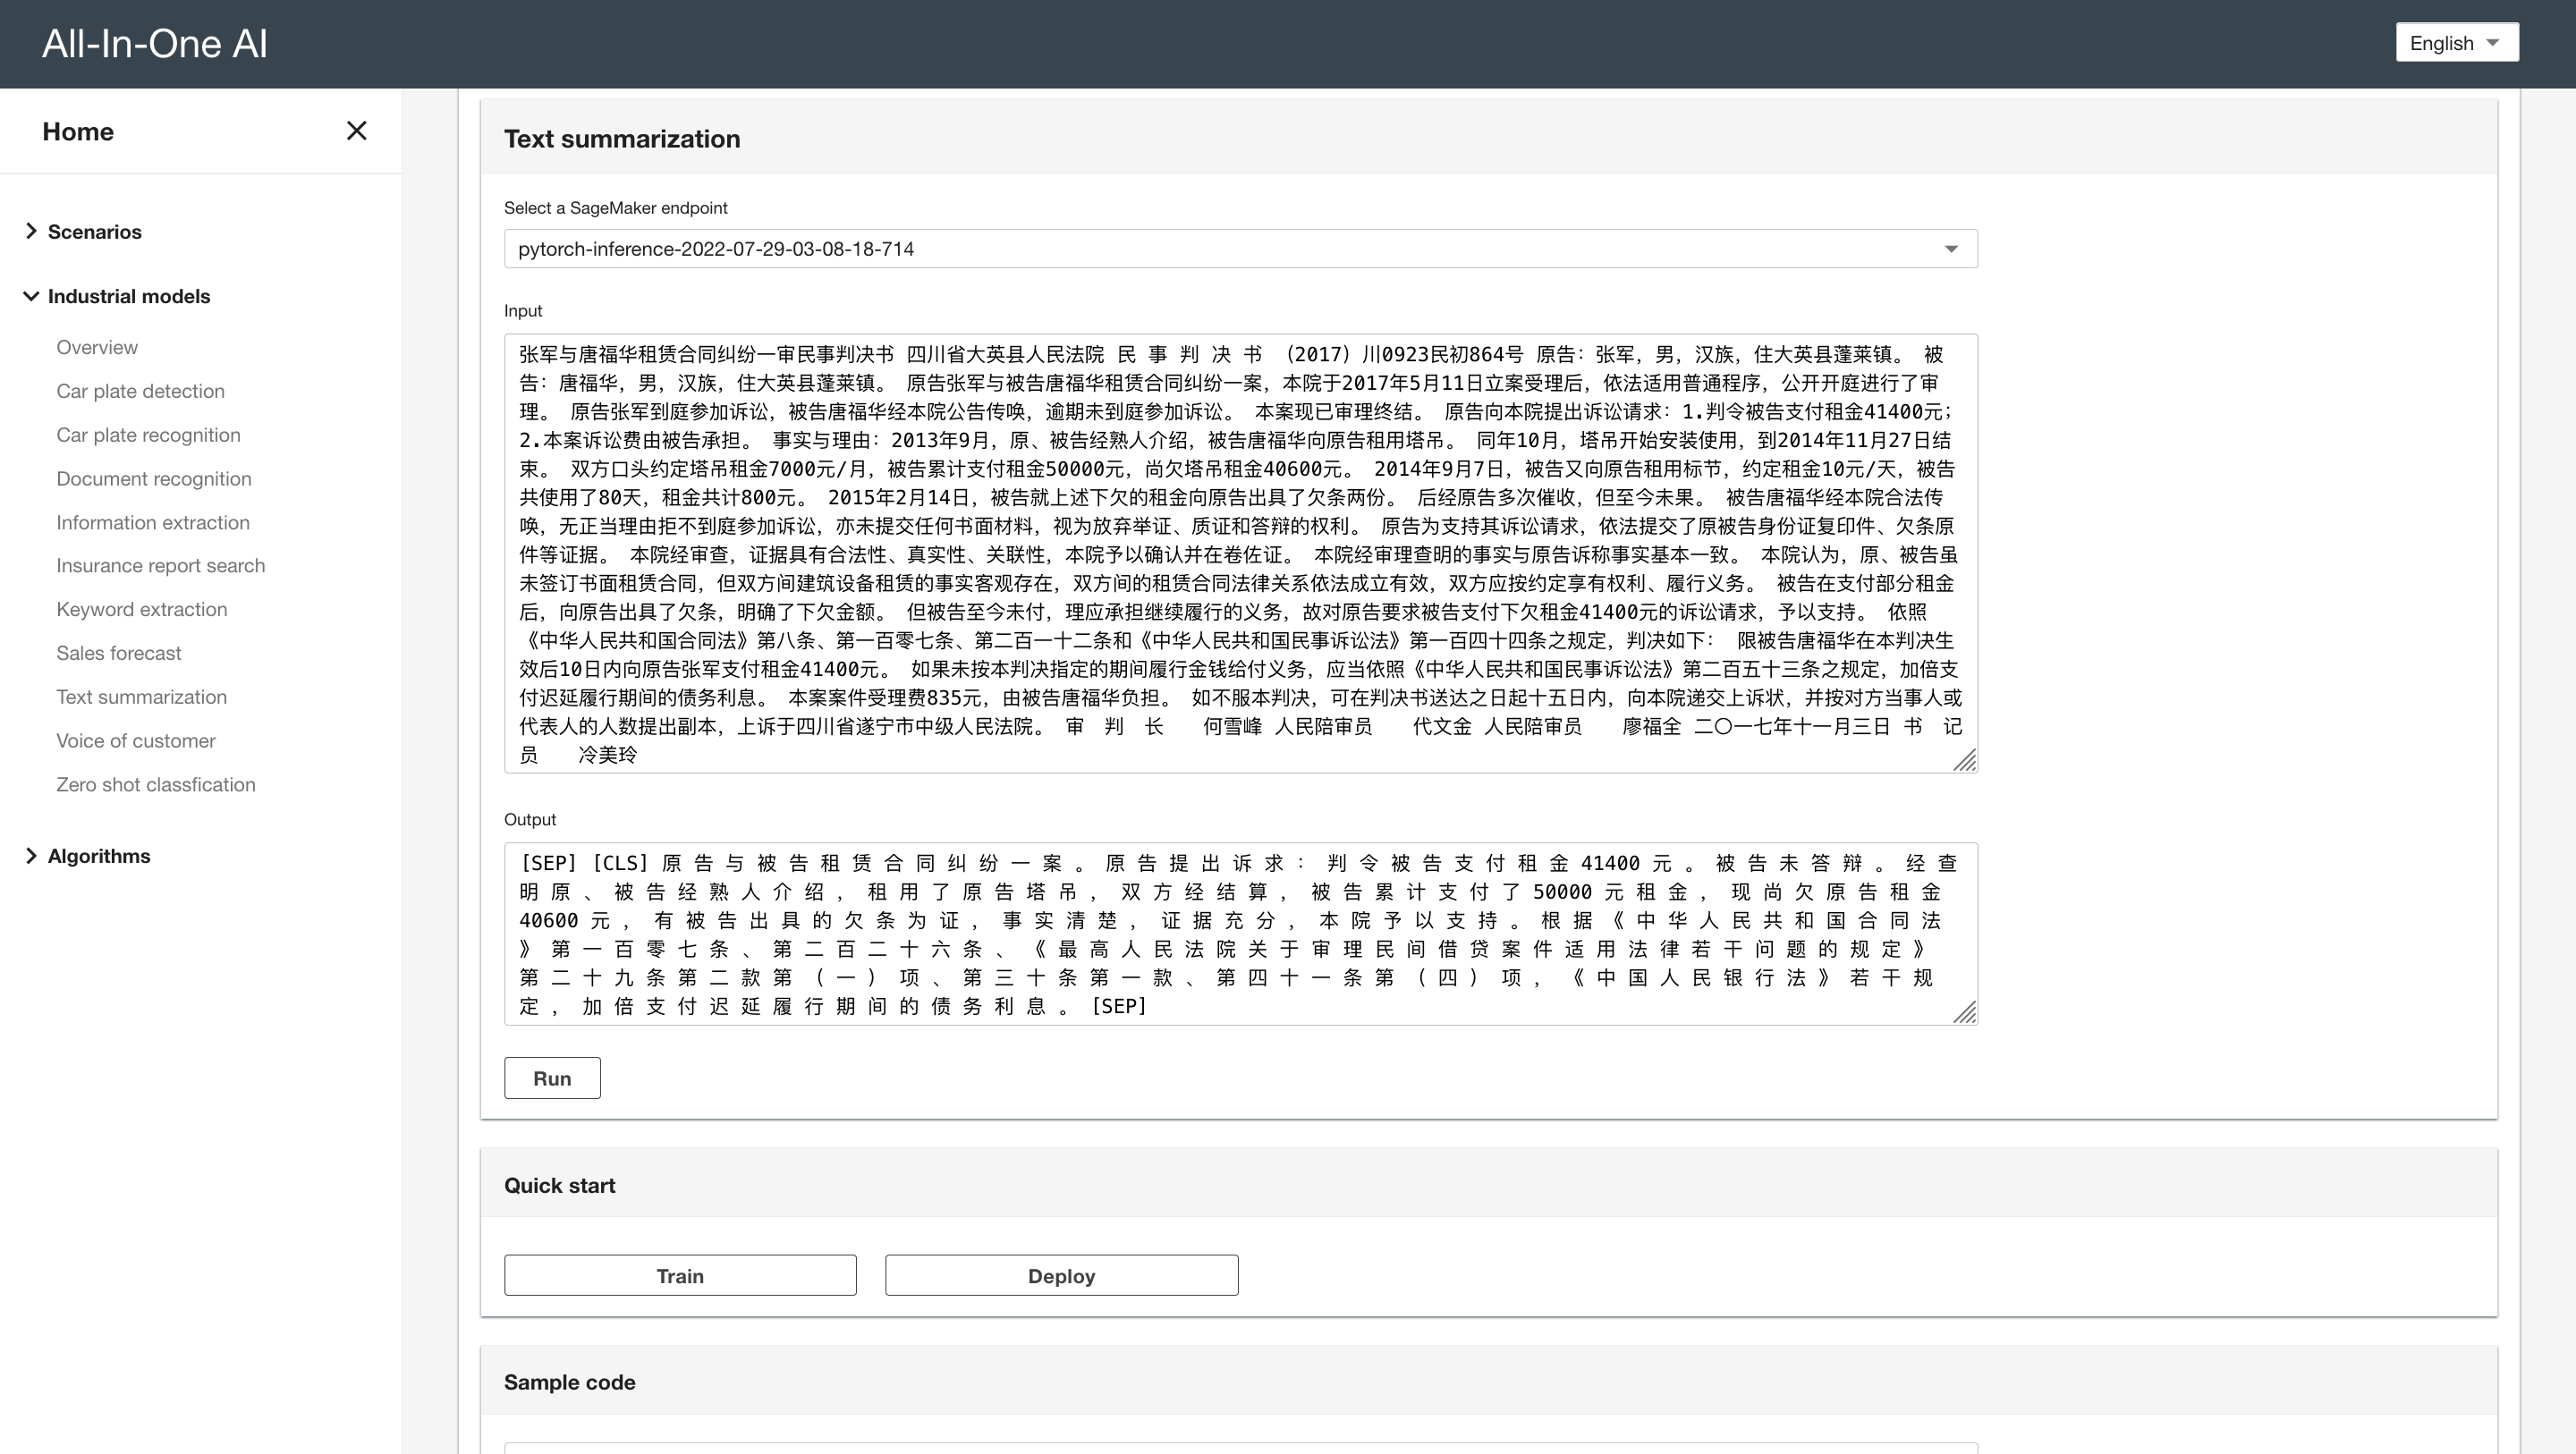 All-In-One AI
English
Home
Scenarios
Industrial models
Overview
Car plate detection
Car plate recognition
Document recognition
Information extraction
Insurance report search
Keyword extraction
Sales forecast
Text summarization
Voice of customer
Zero shot classfication
Algorithms
Text summarization
Select a SageMaker endpoint
pytorch-inference-2022-07-29-03-08-18-714
Input
张军与唐福华租赁合同纠纷一审民事判决书 四川省大英县人民法院 民 事 判 决 书 （2017）川0923民初864号 原告：张军，男，汉族，住大英县蓬莱镇。 被
告：唐福华，男，汉族，住大英县蓬莱镇。 原告张军与被告唐福华租赁合同纠纷一案，本院于2017年5月11日立案受理后，依法适用普通程序，公开开庭进行了审
理。 原告张军到庭参加诉讼，被告唐福华经本院公告传唤，逾期未到庭参加诉讼。 本案现已审理终结。 原告向本院提出诉讼请求：1.判令被告支付租金41400元；
2.本案诉讼费由被告承担。 事实与理由：2013年9月，原、被告经熟人介绍，被告唐福华向原告租用塔吊。 同年10月，塔吊开始安装使用，到2014年11月27日结
束。 双方口头约定塔吊租金7000元/月，被告累计支付租金50000元，尚欠塔吊租金40600元。 2014年9月7日，被告又向原告租用标节，约定租金10元/天，被告
共使用了80天，租金共计800元。 2015年2月14日，被告就上述下欠的租金向原告出具了欠条两份。 后经原告多次催收，但至今未果。 被告唐福华经本院合法传
唤，无正当理由拒不到庭参加诉讼，亦未提交任何书面材料，视为放弃举证、质证和答辩的权利。 原告为支持其诉讼请求，依法提交了原被告身份证复印件、欠条原
件等证据。 本院经审查，证据具有合法性、真实性、关联性，本院予以确认并在卷佐证。 本院经审理查明的事实与原告诉称事实基本一致。 本院认为，原、被告虽
未签订书面租赁合同，但双方间建筑设备租赁的事实客观存在，双方间的租赁合同法律关系依法成立有效，双方应按约定享有权利、履行义务。 被告在支付部分租金
后，向原告出具了欠条，明确了下欠金额。 但被告至今未付，理应承担继续履行的义务，故对原告要求被告支付下欠租金41400元的诉讼请求，予以支持。 依照
《中华人民共和国合同法》第八条、第一百零七条、第二百一十二条和《中华人民共和国民事诉讼法》第一百四十四条之规定，判决如下： 限被告唐福华在本判决生
效后10日内向原告张军支付租金41400元。 如果未按本判决指定的期间履行金钱给付义务，应当依照《中华人民共和国民事诉讼法》第二百五十三条之规定，加倍支
付迟延履行期间的债务利息。 本案案件受理费835元，由被告唐福华负担。 如不服本判决，可在判决书送达之日起十五日内，向本院递交上诉状，并按对方当事人或
代表人的人数提出副本，上诉于四川省遂宁市中级人民法院。 审 判 长 何雪峰 人民陪审员 代文金 人民陪审员 廖福全 二〇一七年十一月三日 书 记
员 冷美玲
Output
[SEP] [CLS] 原 告 与 被 告 租 赁 合 同 纠 纷 一 案 。 原 告 提 出 诉 求 ： 判 令 被 告 支 付 租 金 41400 元 。 被 告 未 答 辩 。 经 查
明 原 、 被 告 经 熟 人 介 绍 ， 租 用 了 原 告 塔 吊 ， 双 方 经 结 算 ， 被 告 累 计 支 付 了 50000 元 租 金 ， 现 尚 欠 原 告 租 金
40600 元 ， 有 被 告 出 具 的 欠 条 为 证 ， 事 实 清 楚 ， 证 据 充 分 ， 本 院 予 以 支 持 。 根 据 《 中 华 人 民 共 和 国 合 同 法
》 第 一 百 零 七 条 、 第 二 百 二 十 六 条 、 《 最 高 人 民 法 院 关 于 审 理 民 间 借 贷 案 件 适 用 法 律 若 干 问 题 的 规 定 》
第 二 十 九 条 第 二 款 第 （ 一 ） 项 、 第 三 十 条 第 一 款 、 第 四 十 一 条 第 （ 四 ） 项 ， 《 中 国 人 民 银 行 法 》 若 干 规
定 ， 加 倍 支 付 迟 延 履 行 期 间 的 债 务 利 息 。 [SEP]
Run
Quick start
Train
Deploy
Sample code